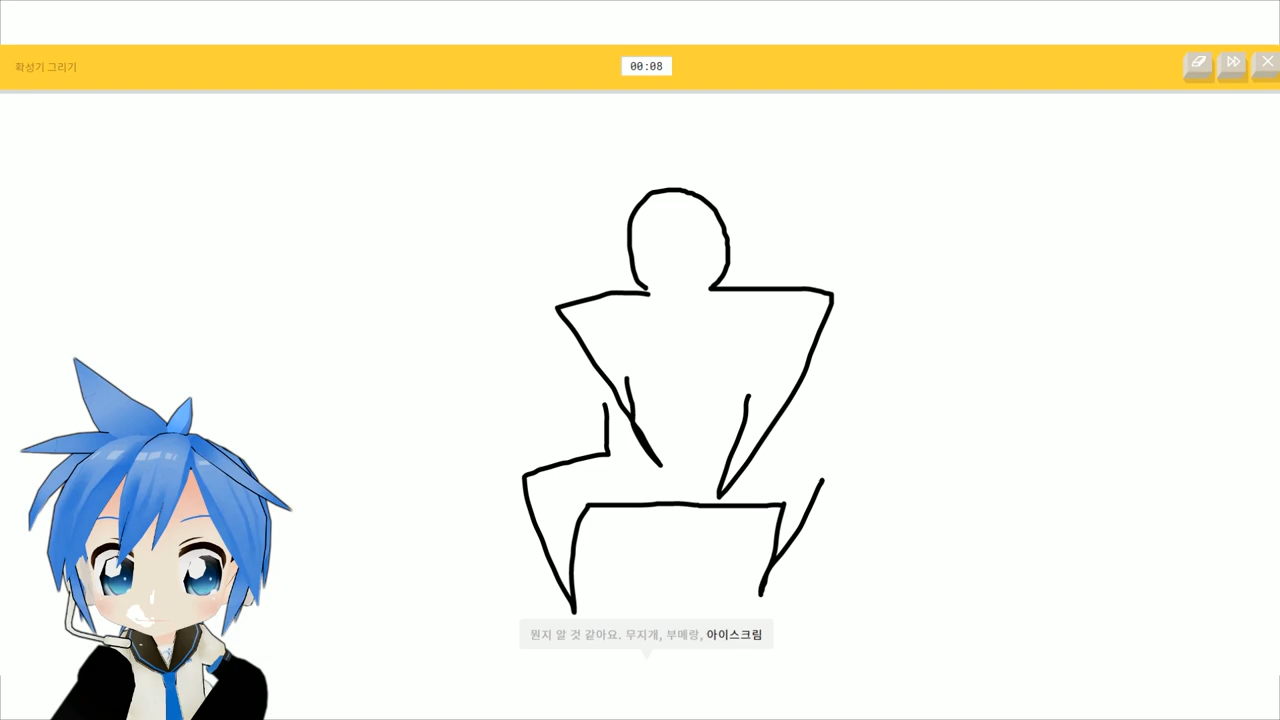 확성기 그리기
00:08
뭔지 알 것 같아요. 무지개, 부메랑, 아이스크림